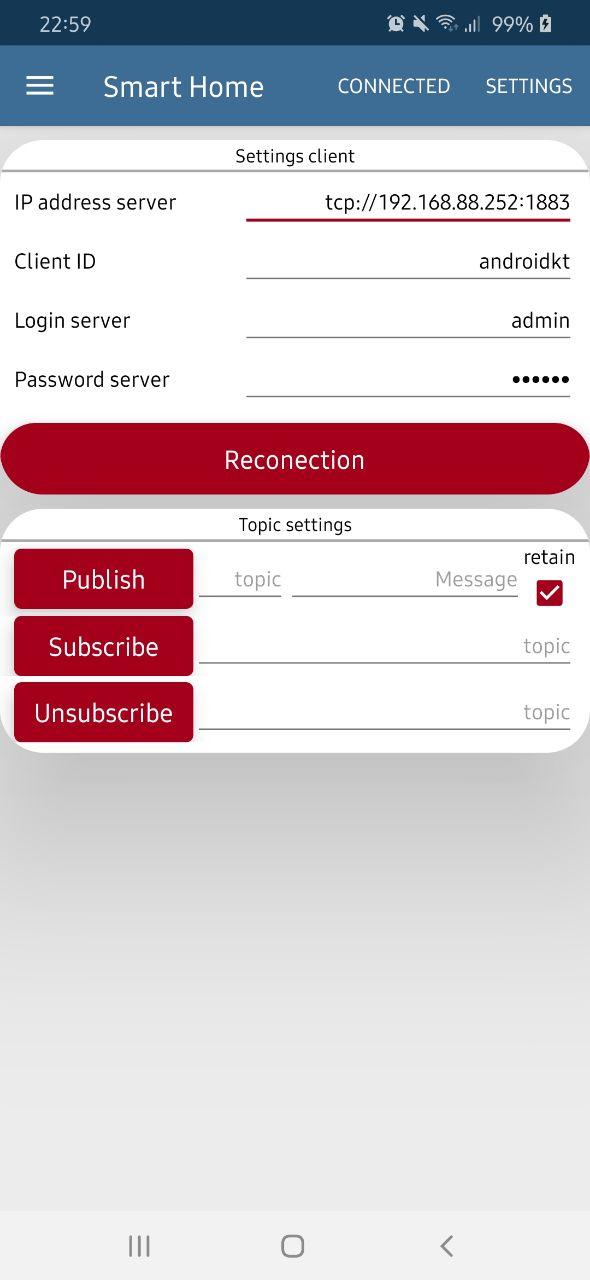 22:59 99%
Smart Home CONNECTED SETTINGS
Settings client
IP address server tcp://192.168.88.252:1883
Client ID androidkt
Login server admin
Password server ••••••
Reconection
Topic settings
retain
Publish topic Message
Subscribe topic
Unsubscribe topic